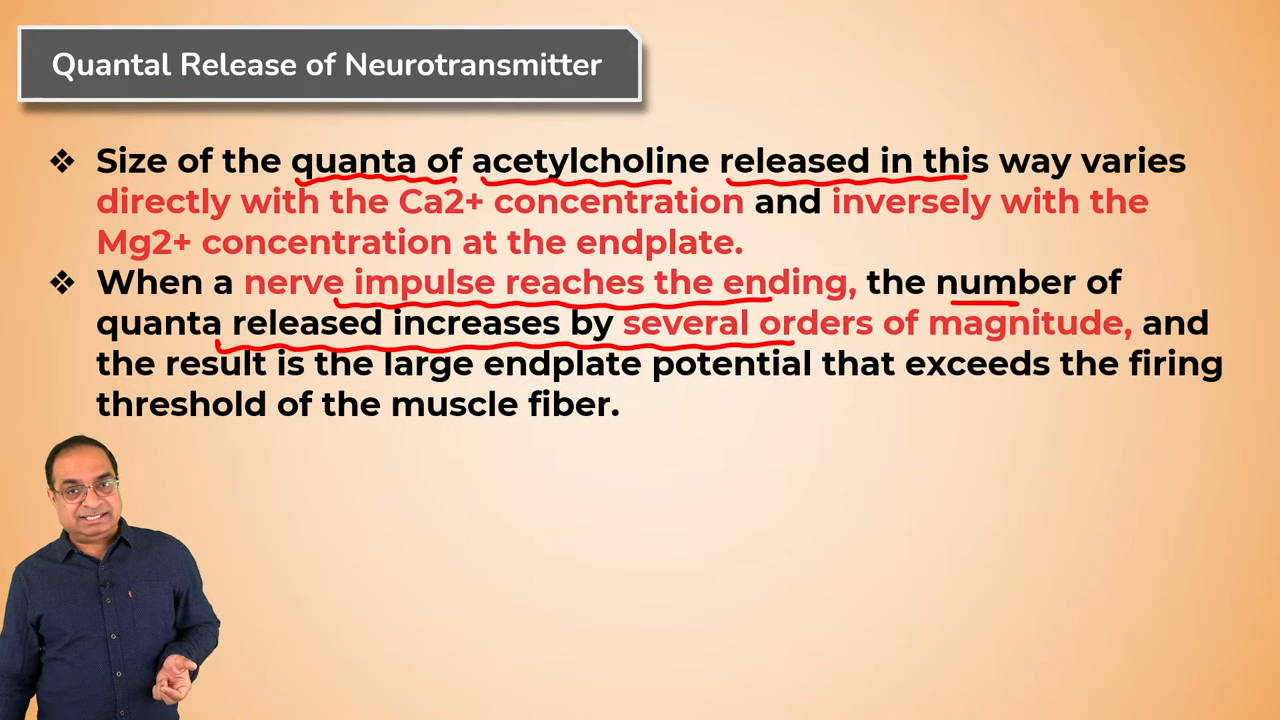 Quantal Release of Neurotransmitter
❖ Size of the quanta of acetylcholine released in this way varies
directly with the Ca2+ concentration and inversely with the
Mg2+ concentration at the endplate.
❖ When a nerve impulse reaches the ending, the number of
quanta released increases by several orders of magnitude, and
the result is the large endplate potential that exceeds the firing
threshold of the muscle fiber.